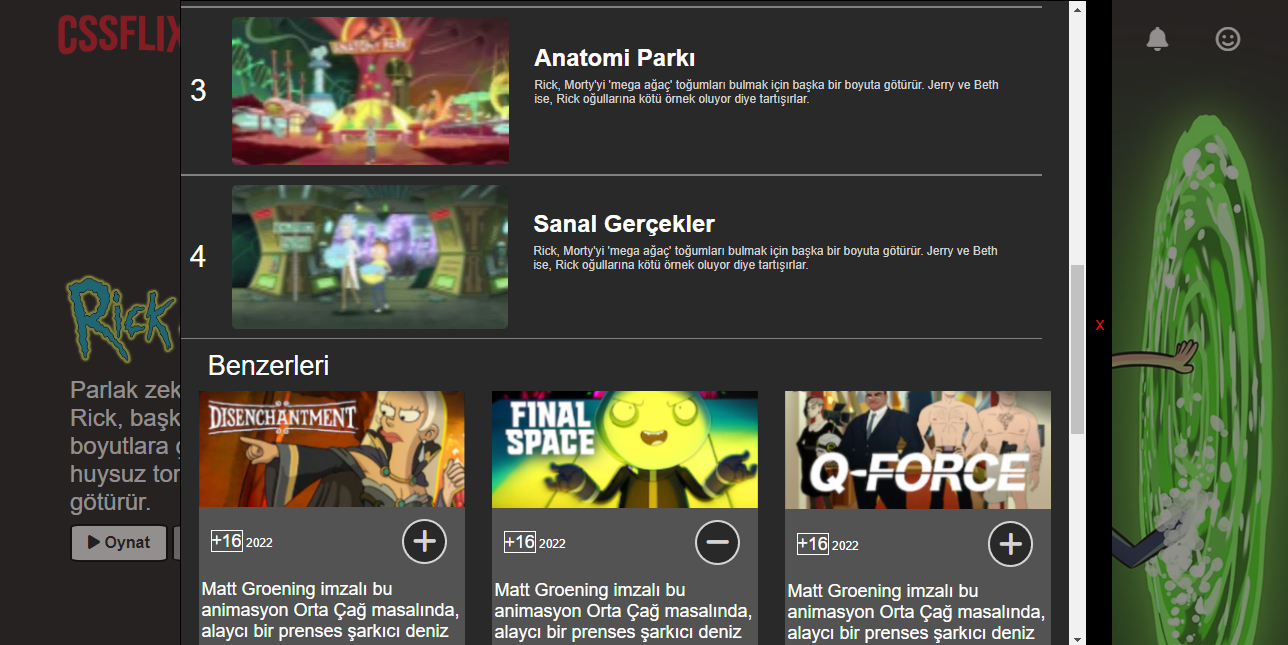 CSSFLIX
3
ANATOMY PARK
Anatomi Parkı
Rick, Morty'yi 'mega ağaç' toğumları bulmak için başka bir boyuta götürür. Jerry ve Beth
ise, Rick oğullarına kötü örnek oluyor diye tartışırlar.
4
Sanal Gerçekler
Rick, Morty'yi 'mega ağaç' toğumları bulmak için başka bir boyuta götürür. Jerry ve Beth
ise, Rick oğullarına kötü örnek oluyor diye tartışırlar.
x
Rick
Parlak zek
Rick, başk
boyutlara g
huysuz tor
götürür.
Oynat
Benzerleri
DISENCHANTMENT
FINAL
SPACE
Q-FORCE
+16 2022
+16 2022
+16 2022
Matt Groening imzalı bu
animasyon Orta Çağ masalında,
alaycı bir prenses şarkıcı deniz
Matt Groening imzalı bu
animasyon Orta Çağ masalında,
alaycı bir prenses şarkıcı deniz
Matt Groening imzalı bu
animasyon Orta Çağ masalında,
alaycı bir prenses şarkıcı deniz